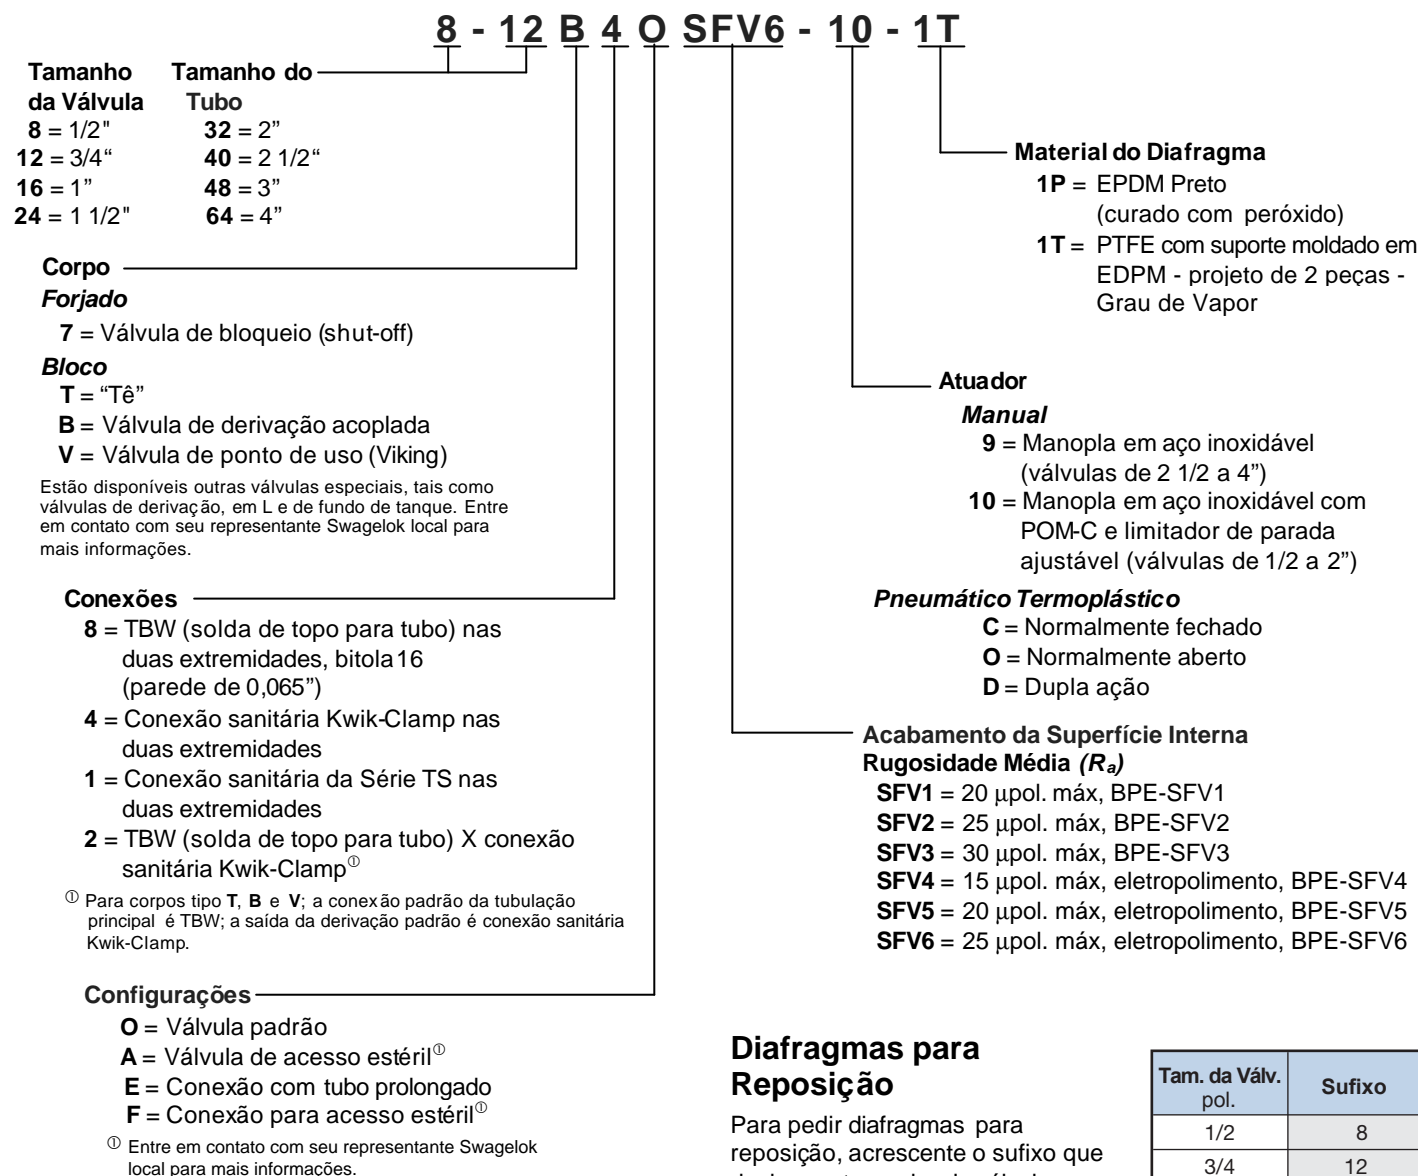 8 - 12 B 4 O SFV6 - 10 - 1T
Tamanho da Válvula
8 = 1/2"
12 = 3/4“
16 = 1”
24 = 1 1/2"
Tamanho do Tubo
32 = 2”
40 = 2 1/2“
48 = 3”
64 = 4”
Corpo
Forjado
7 = Válvula de bloqueio (shut-off)
Bloco
T = “Tê”
B = Válvula de derivação acoplada
V = Válvula de ponto de uso (Viking)
Estão disponíveis outras válvulas especiais, tais como
válvulas de derivação, em L e de fundo de tanque. Entre
em contato com seu representante Swagelok local para
mais informações.
Conexões
8 = TBW (solda de topo para tubo) nas
duas extremidades, bitola 16
(parede de 0,065”)
4 = Conexão sanitária Kwik-Clamp nas
duas extremidades
1 = Conexão sanitária da Série TS nas
duas extremidades
2 = TBW (solda de topo para tubo) X conexão
sanitária Kwik-Clamp①
① Para corpos tipo T, B e V; a conexão padrão da tubulação
principal é TBW; a saída da derivação padrão é conexão sanitária
Kwik-Clamp.
Configurações
O = Válvula padrão
A = Válvula de acesso estéril①
E = Conexão com tubo prolongado
F = Conexão para acesso estéril①
① Entre em contato com seu representante Swagelok
local para mais informações.
Material do Diafragma
1P = EPDM Preto
(curado com peróxido)
1T = PTFE com suporte moldado em
EDPM - projeto de 2 peças -
Grau de Vapor
Atuador
Manual
9 = Manopla em aço inoxidável
(válvulas de 2 1/2 a 4”)
10 = Manopla em aço inoxidável com
POM-C e limitador de parada
ajustável (válvulas de 1/2 a 2”)
Pneumático Termoplástico
C = Normalmente fechado
O = Normalmente aberto
D = Dupla ação
Acabamento da Superfície Interna
Rugosidade Média (Ra)
SFV1 = 20 μpol. máx, BPE-SFV1
SFV2 = 25 μpol. máx, BPE-SFV2
SFV3 = 30 μpol. máx, BPE-SFV3
SFV4 = 15 μpol. máx, eletropolimento, BPE-SFV4
SFV5 = 20 μpol. máx, eletropolimento, BPE-SFV5
SFV6 = 25 μpol. máx, eletropolimento, BPE-SFV6
Diafragmas para
Reposição
Para pedir diafragmas para
reposição, acrescente o sufixo que
Tam. da Válv. pol. Sufixo
1/2 8
3/4 12